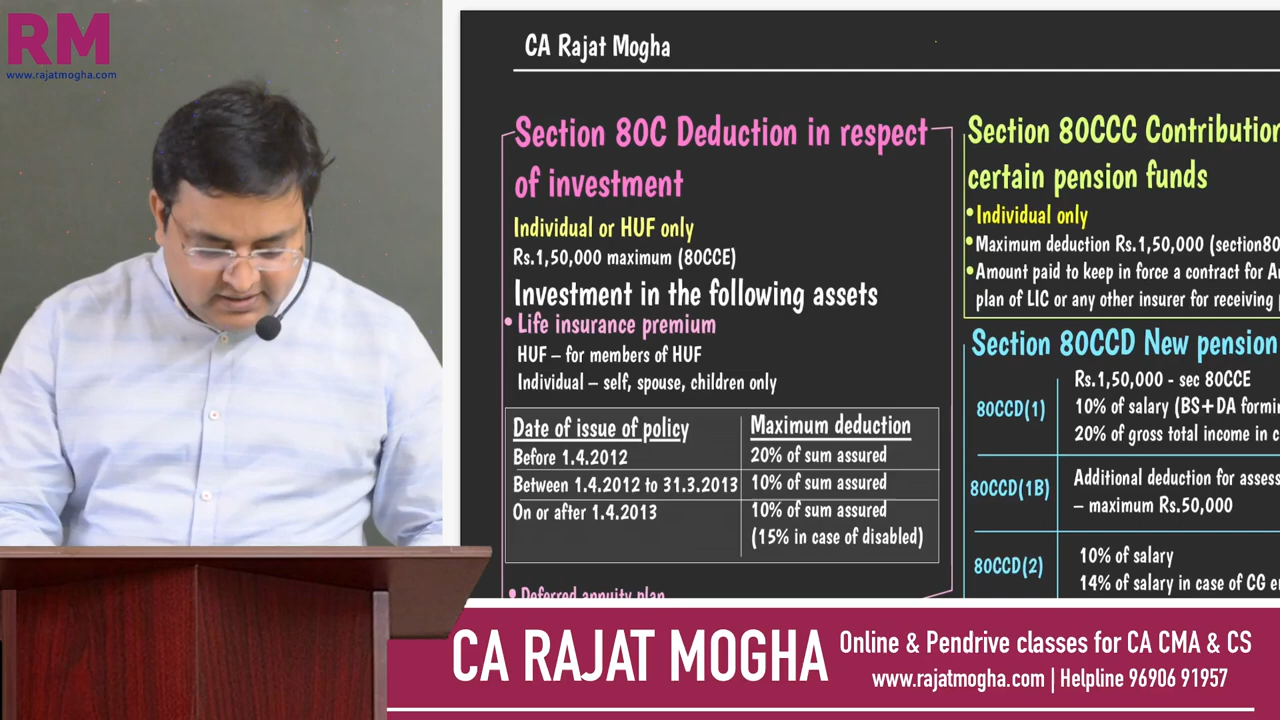 RM
www.rajatmogha.com
CA Rajat Mogha
Section 80C Deduction in respect
of investment
Individual or HUF only
Rs.1,50,000 maximum (80CCE)
Investment in the following assets
• Life insurance premium
HUF – for members of HUF
Individual – self, spouse, children only
Date of issue of policy Maximum deduction
Before 1.4.2012 20% of sum assured
Between 1.4.2012 to 31.3.2013 10% of sum assured
On or after 1.4.2013 10% of sum assured
(15% in case of disabled)
• Deferred annuity plan
Section 80CCC Contribution
certain pension funds
• Individual only
• Maximum deduction Rs.1,50,000 (section80
• Amount paid to keep in force a contract for
plan of LIC or any other insurer for receiving
Section 80CCD New pension
80CCD(1)
Rs.1,50,000 - sec 80CCE
10% of salary (BS+DA
20% of gross total income in
80CCD(1B)
Additional deduction for
– maximum Rs.50,000
80CCD(2)
10% of salary
14% of salary in case of CG
CA RAJAT MOGHA
Online & Pendrive classes for CA CMA & CS
www.rajatmogha.com | Helpline 96906 91957